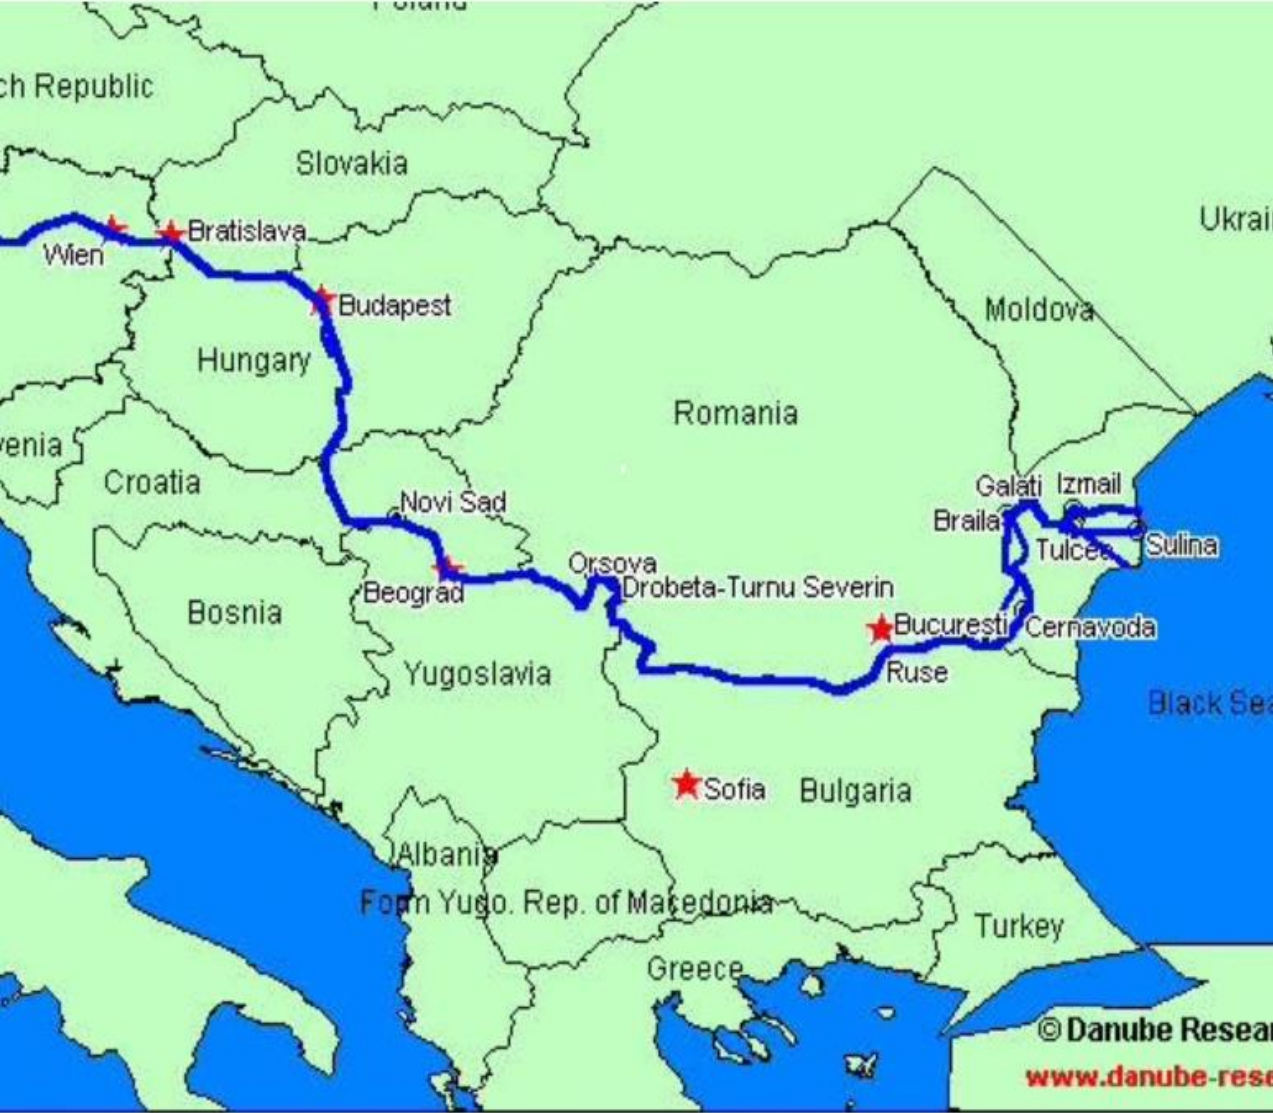 Poland
ch Republic
Slovakia
Ukrai
Bratislava
Wien
Budapest
Moldova
Hungary
Romania
venia
Croatia
Galati
Izmail
Novi Sad
Braila
Sulina
Tulcea
Orsova
Drobeta-Turnu Severin
Beograd
Bosnia
Bucuresti
Cernavoda
Yugoslavia
Ruse
Black Sea
Sofia
Bulgaria
Albania
Form Yugo. Rep. of Macedonia
Turkey
Greece
© Danube Resear
www.danube-rese